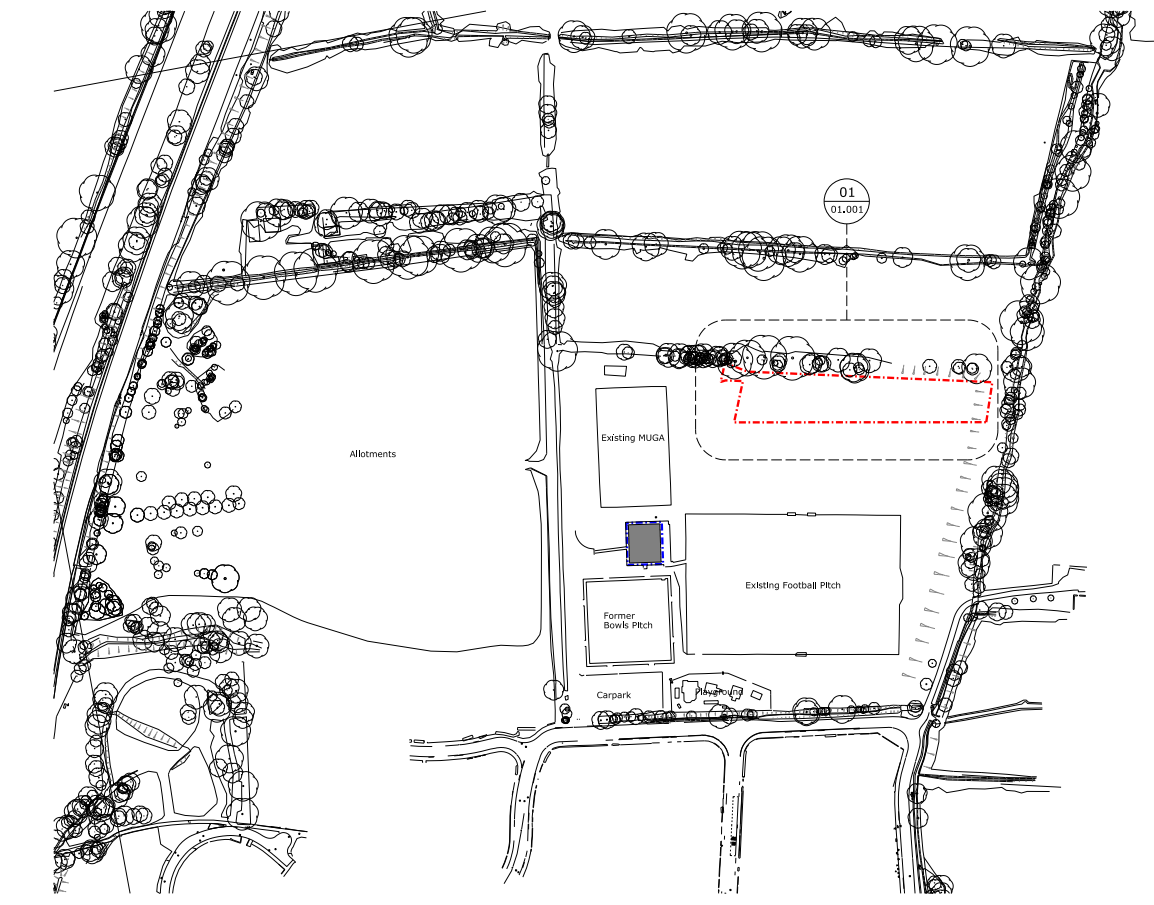 01
01.001
Existing MUGA
Allotments
Existing Football Pitch
Former
Bowls Pitch
Carpark
Playground